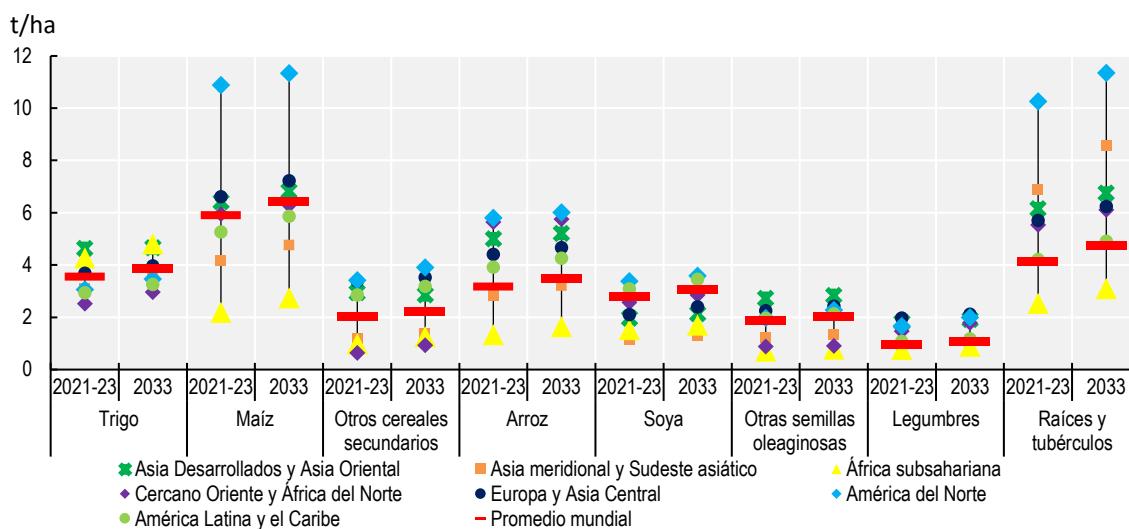 t/ha
12
10
8
6
4
2
0
2021-23 2033 2021-23 2033 2021-23 2033 2021-23 2033 2021-23 2033 2021-23 2033 2021-23 2033 2021-23 2033
Trigo Maíz Otros cereales secundarios Arroz Soya Otras semillas oleaginosas Legumbres Raíces y tubérculos
Asia Desarrollados y Asia Oriental Asia meridional y Sudeste asiático África subsahariana
Cercano Oriente y África del Norte Europa y Asia Central América del Norte
América Latina y el Caribe Promedio mundial